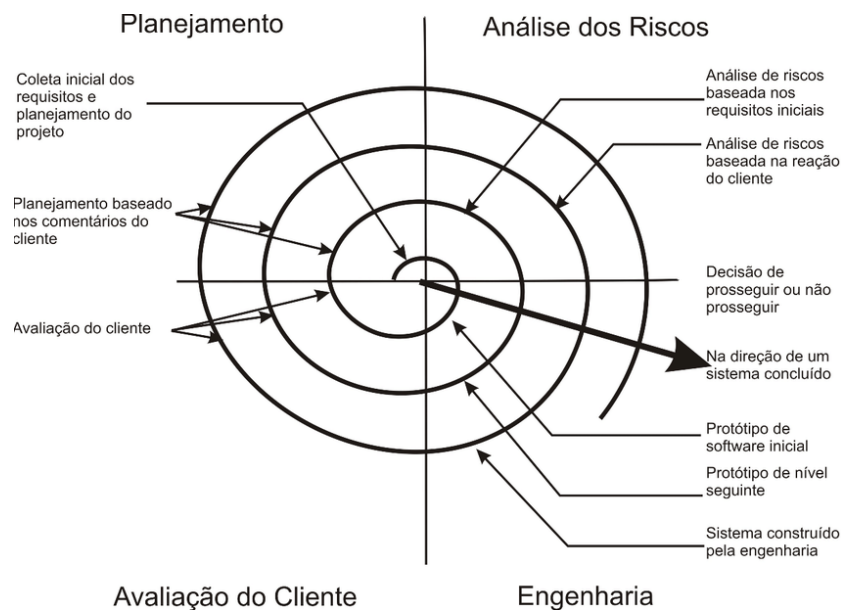 Planejamento
Análise dos Riscos
Coleta inicial dos
requisitos e
planejamento do
projeto
Planejamento baseado
nos comentários do
cliente
Avaliação do cliente
Análise de riscos
baseada nos
requisitos iniciais
Análise de riscos
baseada na reação
do cliente
Decisão de
prosseguir ou não
prosseguir
Na direção de um
sistema concluído
Protótipo de
software inicial
Protótipo de nível
seguinte
Sistema construído
pela engenharia
Avaliação do Cliente
Engenharia